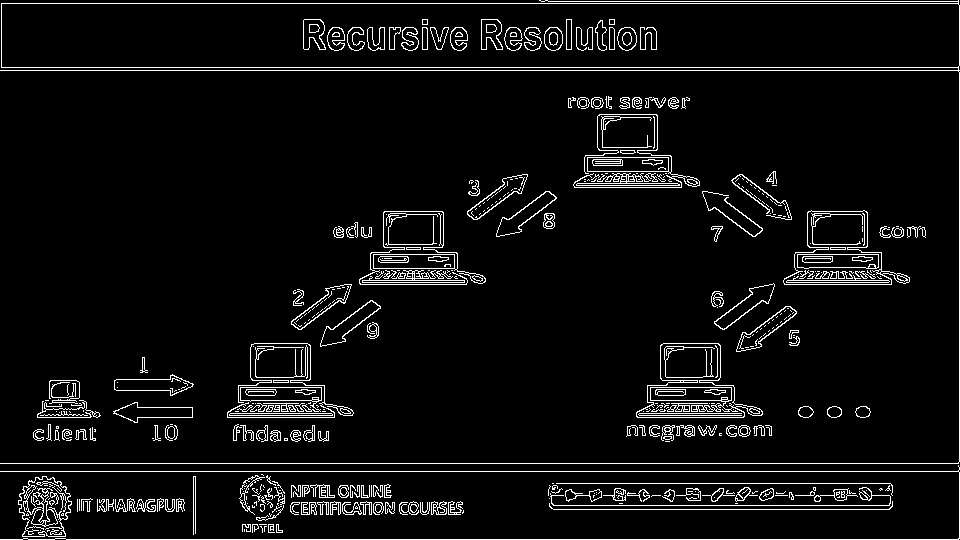 Recursive Resolution
root server
3
4
8
7
edu
com
2
6
9
5
1
client
10
fhda.edu
mcgraw.com
IIT KHARAGPUR
NPTEL ONLINE
CERTIFICATION COURSES
NPTEL